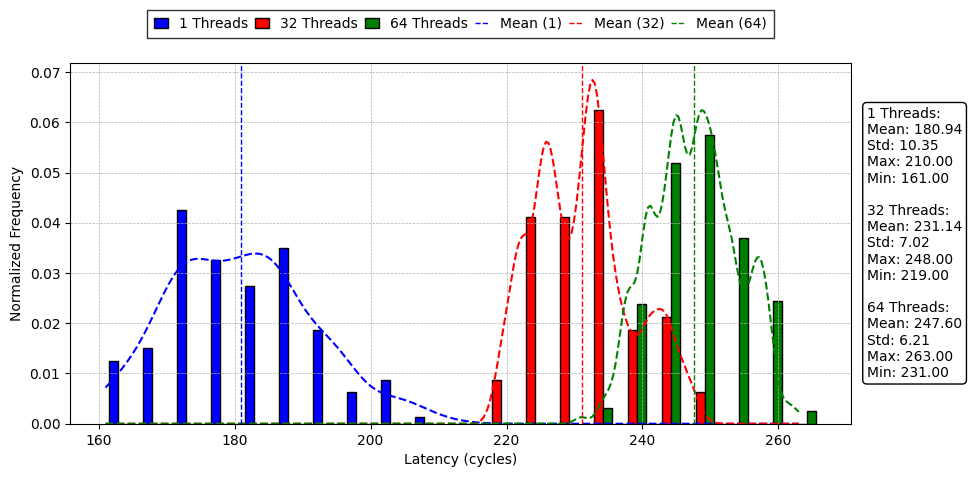 1 Threads 32 Threads 64 Threads Mean (1) Mean (32) Mean (64)
0.07
0.06
0.05
0.04
0.03
0.02
0.01
0.00
Normalized Frequency
160 180 200 220 240 260
Latency (cycles)
1 Threads:
Mean: 180.94
Std: 10.35
Max: 210.00
Min: 161.00
32 Threads:
Mean: 231.14
Std: 7.02
Max: 248.00
Min: 219.00
64 Threads:
Mean: 247.60
Std: 6.21
Max: 263.00
Min: 231.00